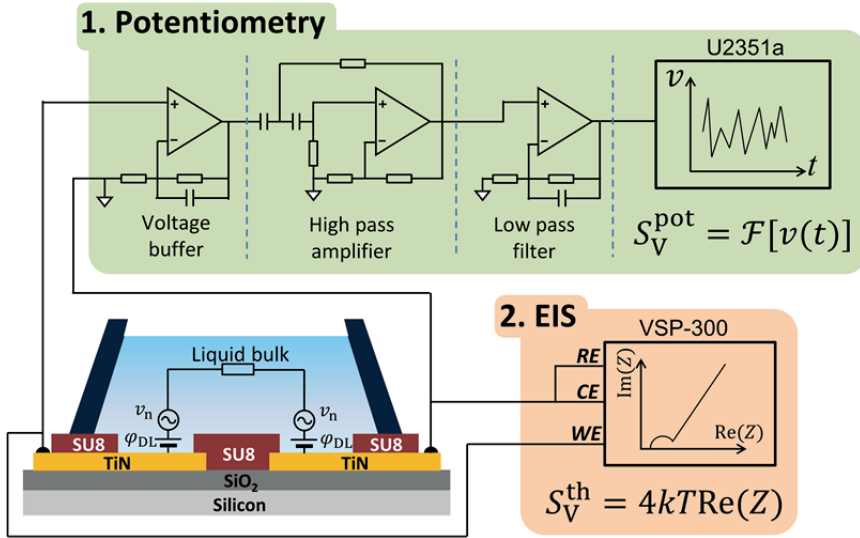 1. Potentiometry
U2351a
v
t
+
−
+
−
+
−
Voltage
buffer
High pass
amplifier
Low pass
filter
S_V^pot = ℱ[v(t)]
2. EIS
VSP-300
RE
CE
WE
Im(Z)
Re(Z)
S_V^th = 4kTRe(Z)
Liquid bulk
v_n
v_n
φ_DL
φ_DL
SU8
SU8
SU8
TiN
TiN
SiO₂
Silicon